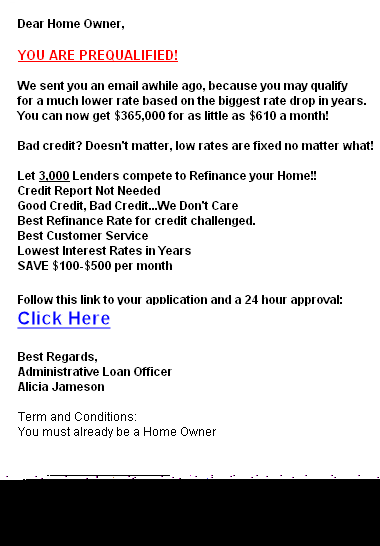 Dear Home Owner,
YOU ARE PREQUALIFIED!
We sent you an email awhile ago, because you may qualify
for a much lower rate based on the biggest rate drop in years.
You can now get $365,000 for as little as $610 a month!
Bad credit? Doesn't matter, low rates are fixed no matter what!
Let 3,000 Lenders compete to Refinance your Home!!
Credit Report Not Needed
Good Credit, Bad Credit...We Don't Care
Best Refinance Rate for credit challenged.
Best Customer Service
Lowest Interest Rates in Years
SAVE $100-$500 per month
Follow this link to your application and a 24 hour approval:
Click Here
Best Regards,
Administrative Loan Officer
Alicia Jameson
Term and Conditions:
You must already be a Home Owner